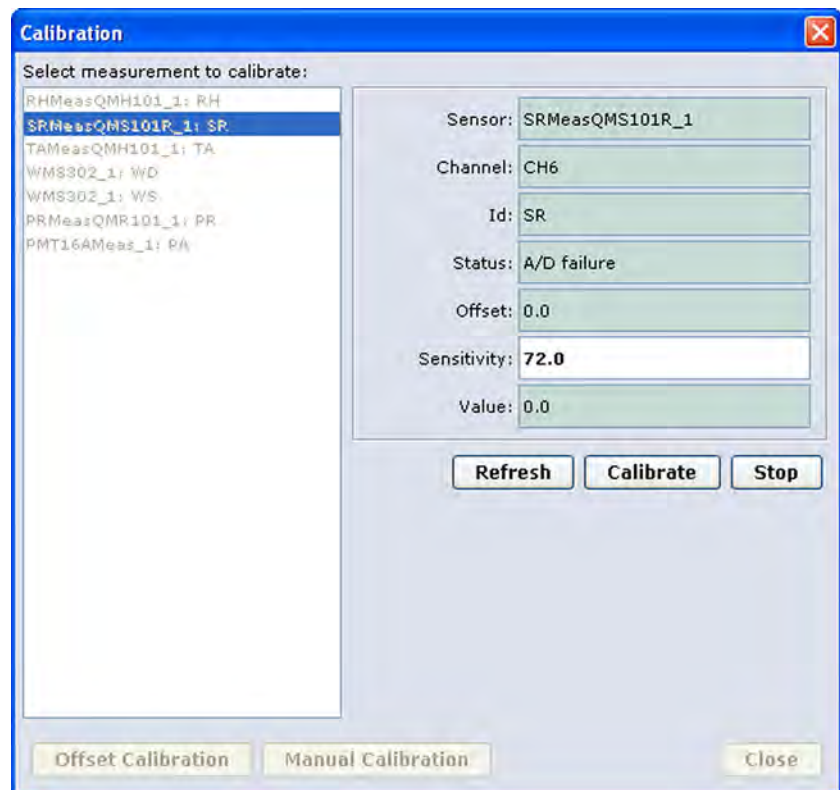 Calibration
Select measurement to calibrate:
RHMeasQMH101_1: RH
SRMeasQMS101R_1: SR
TAMeasQMH101_1: TA
WMS302_1: WD
WMS302_1: WS
PRMeasQMR101_1: PR
PMT16AMeas_1: PA
Sensor: SRMeasQMS101R_1
Channel: CH6
Id: SR
Status: A/D failure
Offset: 0.0
Sensitivity: 72.0
Value: 0.0
Refresh Calibrate Stop
Offset Calibration Manual Calibration Close